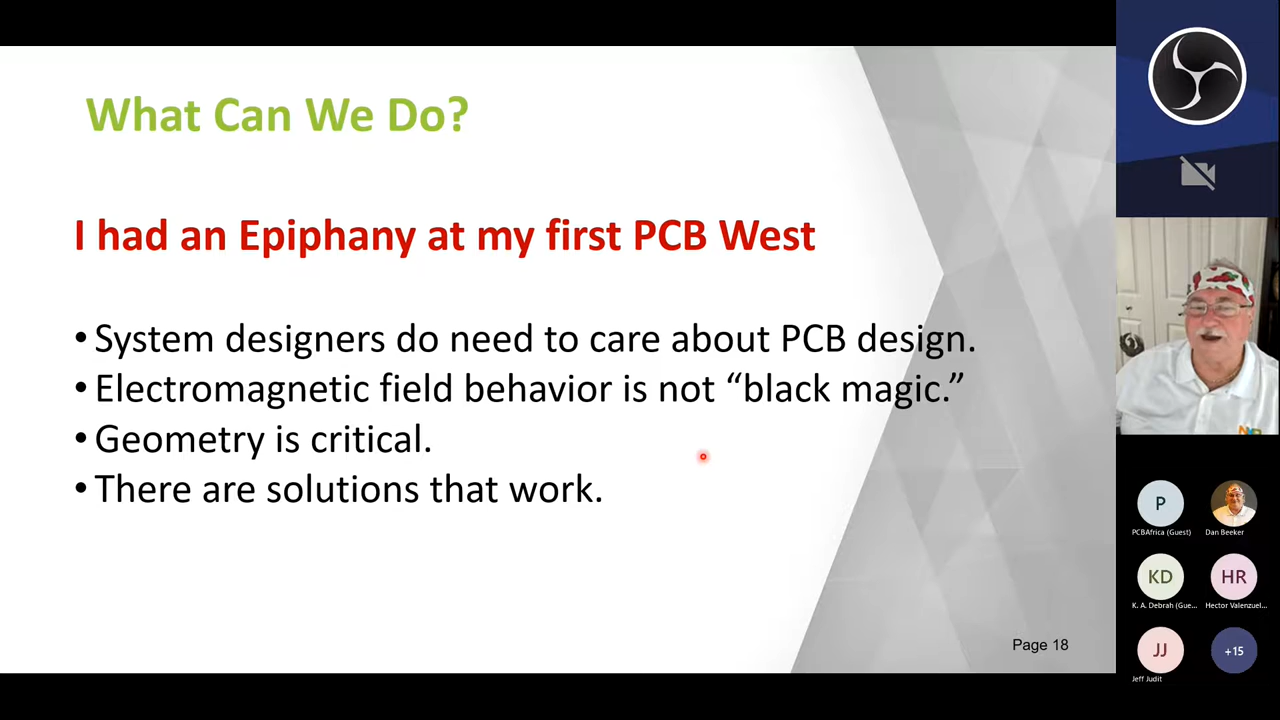 What Can We Do?
I had an Epiphany at my first PCB West
• System designers do need to care about PCB design.
• Electromagnetic field behavior is not “black magic.”
• Geometry is critical.
• There are solutions that work.
Page 18
P
PCBAfrica (Guest)
Dan Beeker
KD
K. A. Debrah (Gue...
HR
Hector Valenzuel...
JJ
Jeff Judit
+15